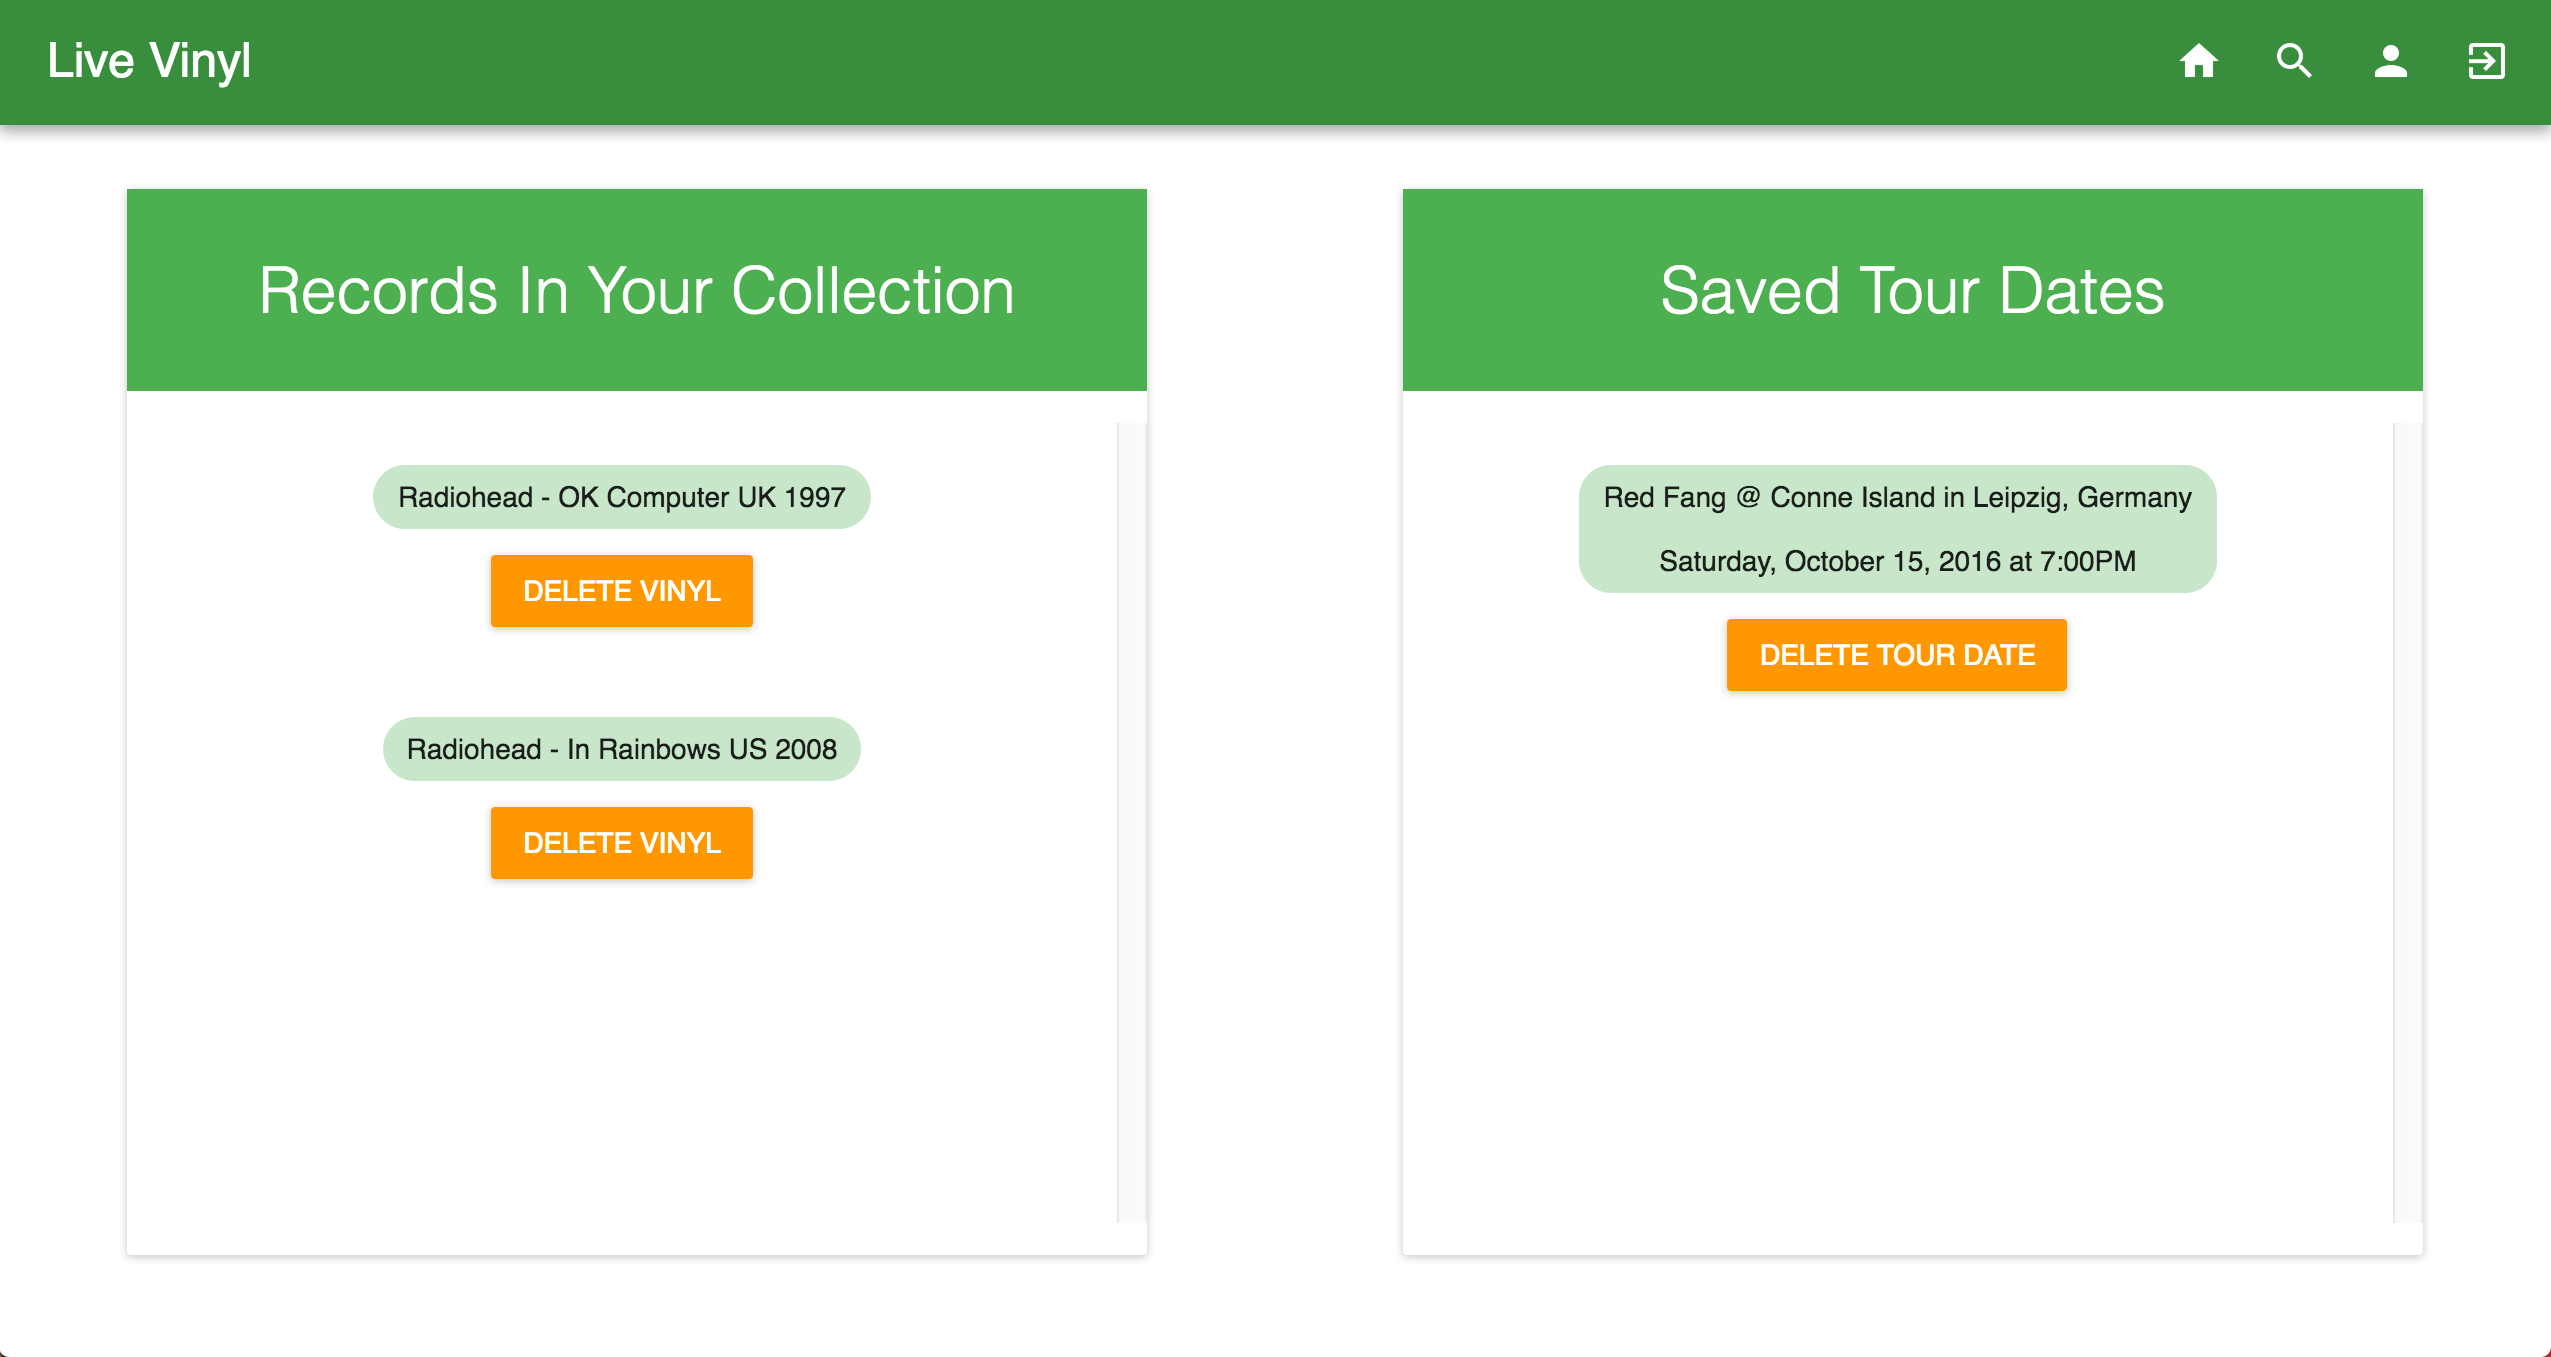 Live Vinyl
Records In Your Collection
Radiohead - OK Computer UK 1997
DELETE VINYL
Radiohead - In Rainbows US 2008
DELETE VINYL
Saved Tour Dates
Red Fang @ Conne Island in Leipzig, Germany
Saturday, October 15, 2016 at 7:00PM
DELETE TOUR DATE